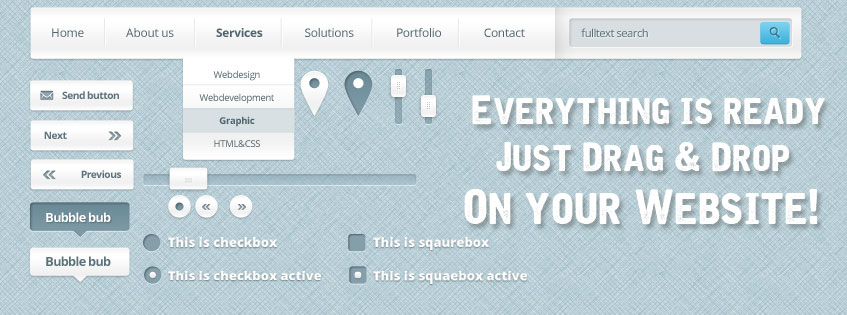 Home About us Services Solutions Portfolio Contact fulltext search
Webdesign
Webdevelopment
Graphic
HTML&CSS
Send button
Next
Previous
Bubble bub
Bubble bub
This is checkbox
This is sqaurebox
This is checkbox active
This is squaebox active
EVERYTHING IS READY
JUST DRAG & DROP
ON YOUR WEBSITE!